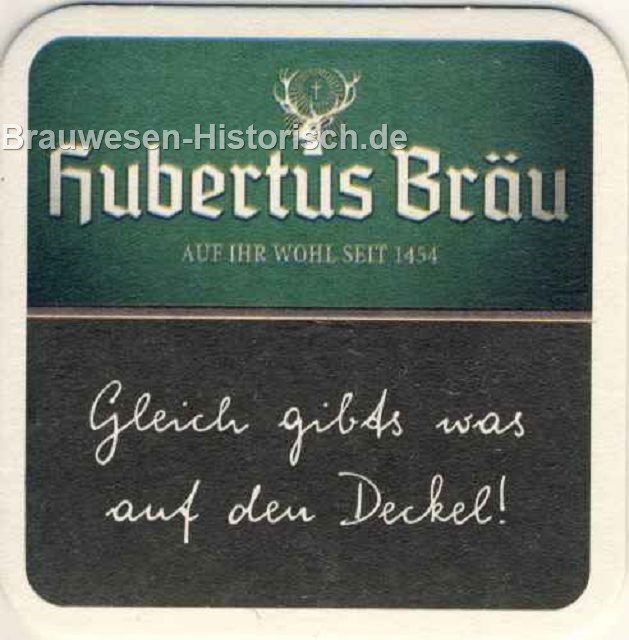 Brauwesen-Historisch.de
Hubertus Bräu
AUF IHR WOHL SEIT 1454
Gleich gibts was
auf den Deckel!